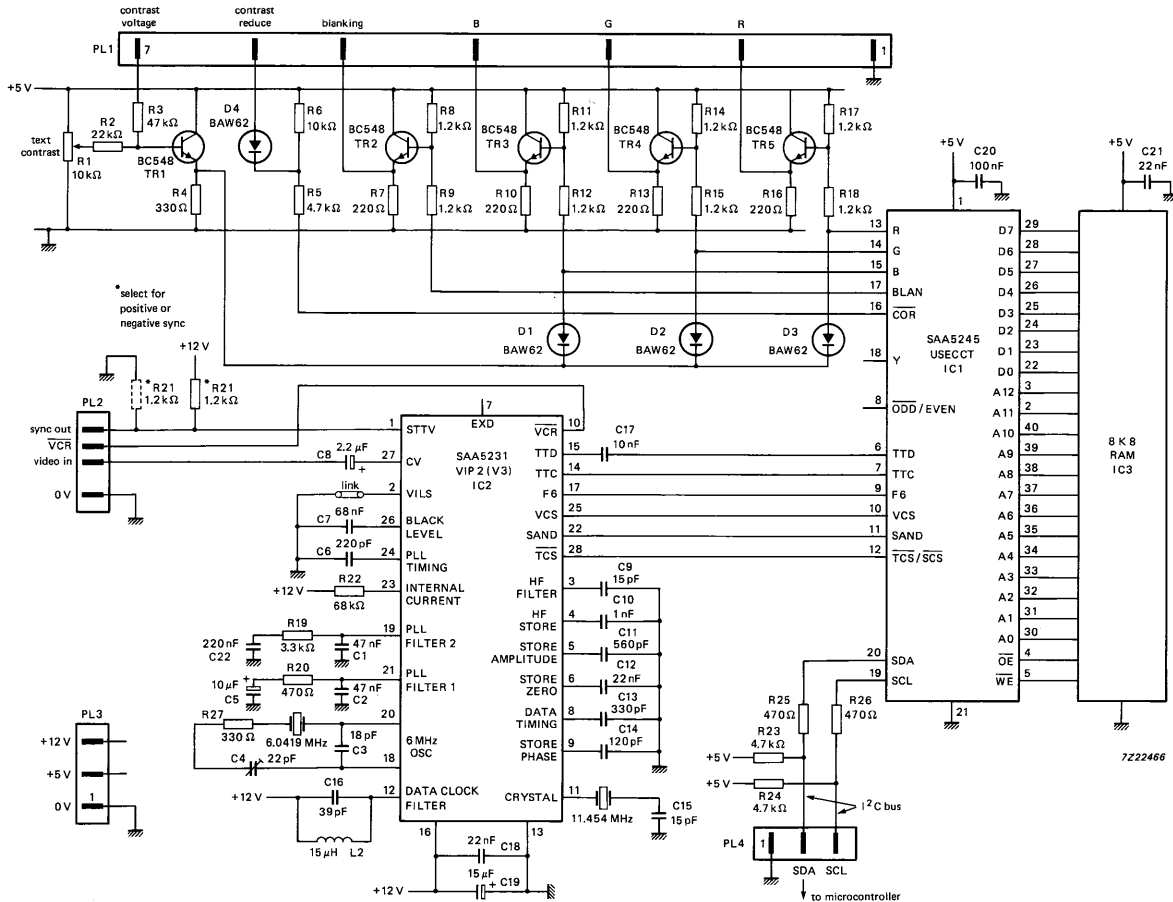 contrast voltage
contrast reduce
blanking
B
G
R
PL1
7
1
+5 V
R3
47 kΩ
R2
22 kΩ
text contrast
R1
10 kΩ
BC548
TR1
R4
330 Ω
D4
BAW62
R6
10 kΩ
R5
4.7 kΩ
BC548
TR2
R7
220 Ω
R8
1.2 kΩ
R9
1.2 kΩ
BC548
TR3
R10
220 Ω
R11
1.2 kΩ
R12
1.2 kΩ
BC548
TR4
R13
220 Ω
R14
1.2 kΩ
R15
1.2 kΩ
BC548
TR5
R16
220 Ω
R17
1.2 kΩ
R18
1.2 kΩ
D1
BAW62
D2
BAW62
D3
BAW62
+5 V
C20
100 nF
+5 V
C21
22 nF
1
13 R
14 G
15 B
17 BLAN
16 COR
18 Y
8 ODD/EVEN
6 TTD
7 TTC
9 F6
10 VCS
11 SAND
12 TCS/SCS
20 SDA
19 SCL
21
SAA5245
USECCT
IC1
D7 29
D6 28
D5 27
D4 26
D3 25
D2 24
D1 23
D0 22
A12 3
A11 2
A10 40
A9 39
A8 38
A7 37
A6 36
A5 35
A4 34
A3 33
A2 32
A1 31
A0 30
OE 4
WE 5
8 K 8
RAM
IC3
7Z22466
*select for
positive or
negative sync
+12 V
*R21
1.2 kΩ
*R21
1.2 kΩ
PL2
sync out
VCR
video in
0 V
C8
2.2 μF
+
link
C7
68 nF
C6
220 pF
+12 V
R22
68 kΩ
R19
3.3 kΩ
220 nF
C22
47 nF
C1
R20
470 Ω
10 μF
C5
+
47 nF
C2
R27
330 Ω
6.0419 MHz
18 pF
C3
C4
22 pF
+12 V
C16
39 pF
15 μH
L2
1 STTV
27 CV
2 VILS
26 BLACK LEVEL
24 PLL TIMING
23 INTERNAL CURRENT
19 PLL FILTER 2
21 PLL FILTER 1
20
6 MHz OSC
18
12 DATA CLOCK FILTER
7
EXD
SAA5231
VIP 2 (V3)
IC2
VCR 10
TTD 15
TTC 14
F6 17
VCS 25
SAND 22
TCS 28
HF FILTER 3
HF STORE 4
STORE AMPLITUDE 5
STORE ZERO 6
DATA TIMING 8
STORE PHASE 9
CRYSTAL 11
C17
10 nF
C9
15 pF
C10
1 nF
C11
560 pF
C12
22 nF
C13
330 pF
C14
120 pF
11.454 MHz
C15
15 pF
16
13
22 nF
C18
15 μF
+
C19
+12 V
PL3
+12 V
+5 V
0 V
1
R25
470 Ω
R26
470 Ω
R23
4.7 kΩ
+5 V
+5 V
R24
4.7 kΩ
I²C bus
PL4
1
SDA SCL
to microcontroller